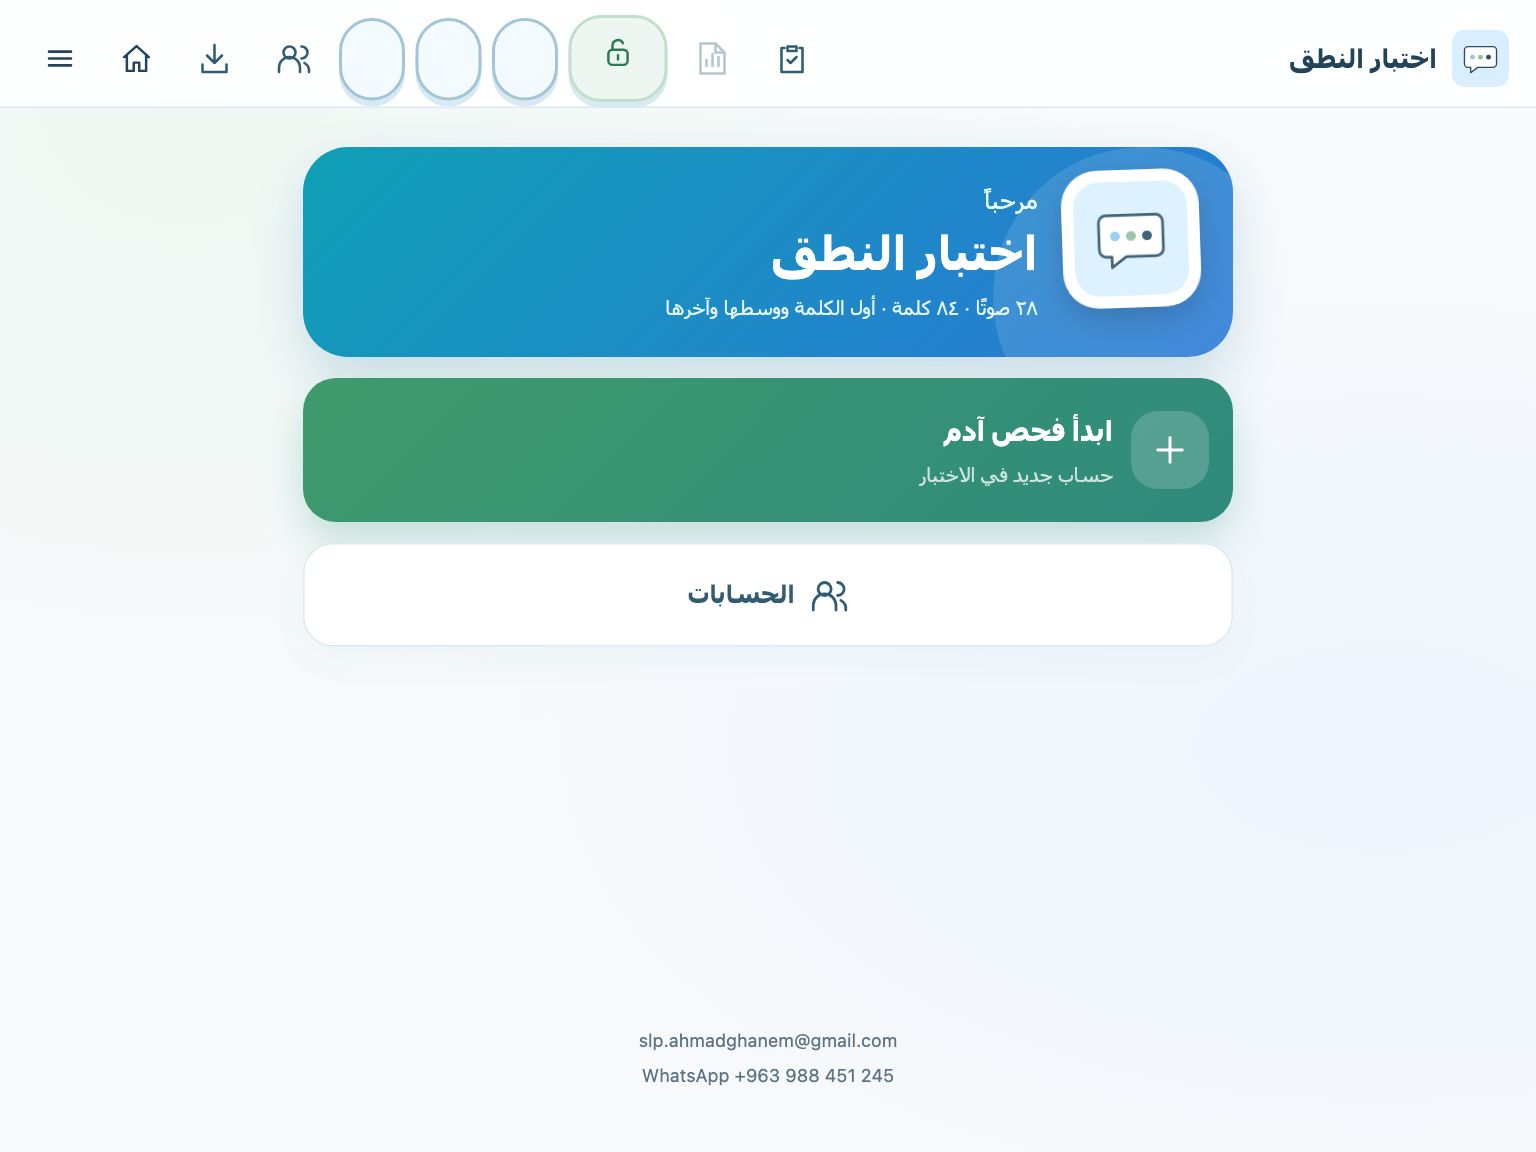 اختبار النطق
مرحباً
اختبار النطق
٢٨ صوتًا · ٨٤ كلمة · أول الكلمة ووسطها وآخرها
ابدأ فحص آدم
حساب جديد في الاختبار
الحسابات
slp.ahmadghanem@gmail.com
WhatsApp +963 988 451 245